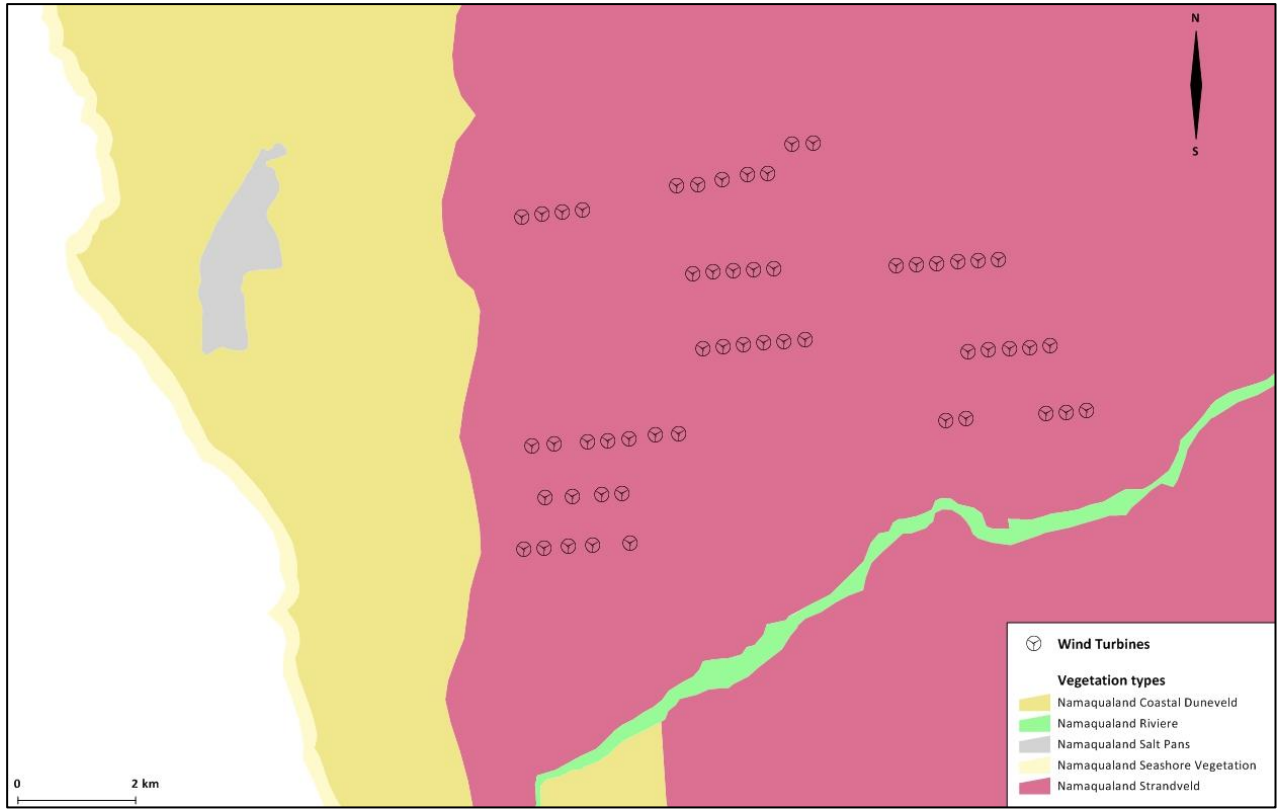 N
S
Wind Turbines
Vegetation types
Namaqualand Coastal Duneveld
Namaqualand Riviere
Namaqualand Salt Pans
Namaqualand Seashore Vegetation
Namaqualand Strandveld
0 2 km